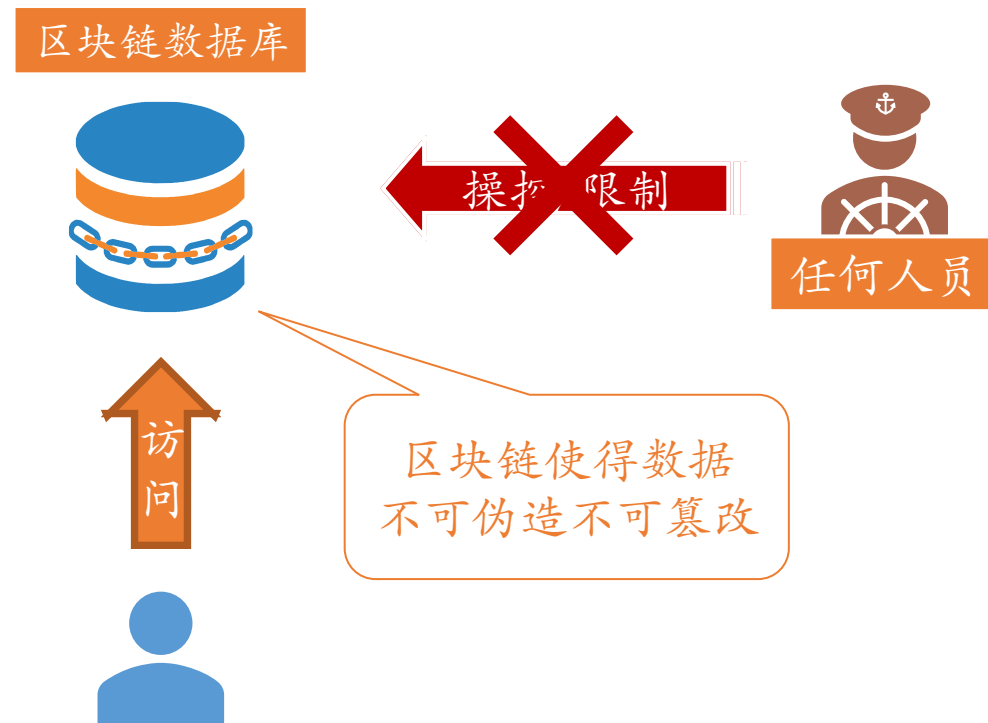 区块链数据库
操 限制
任何人员
访
问
区块链使得数据
不可伪造不可篡改